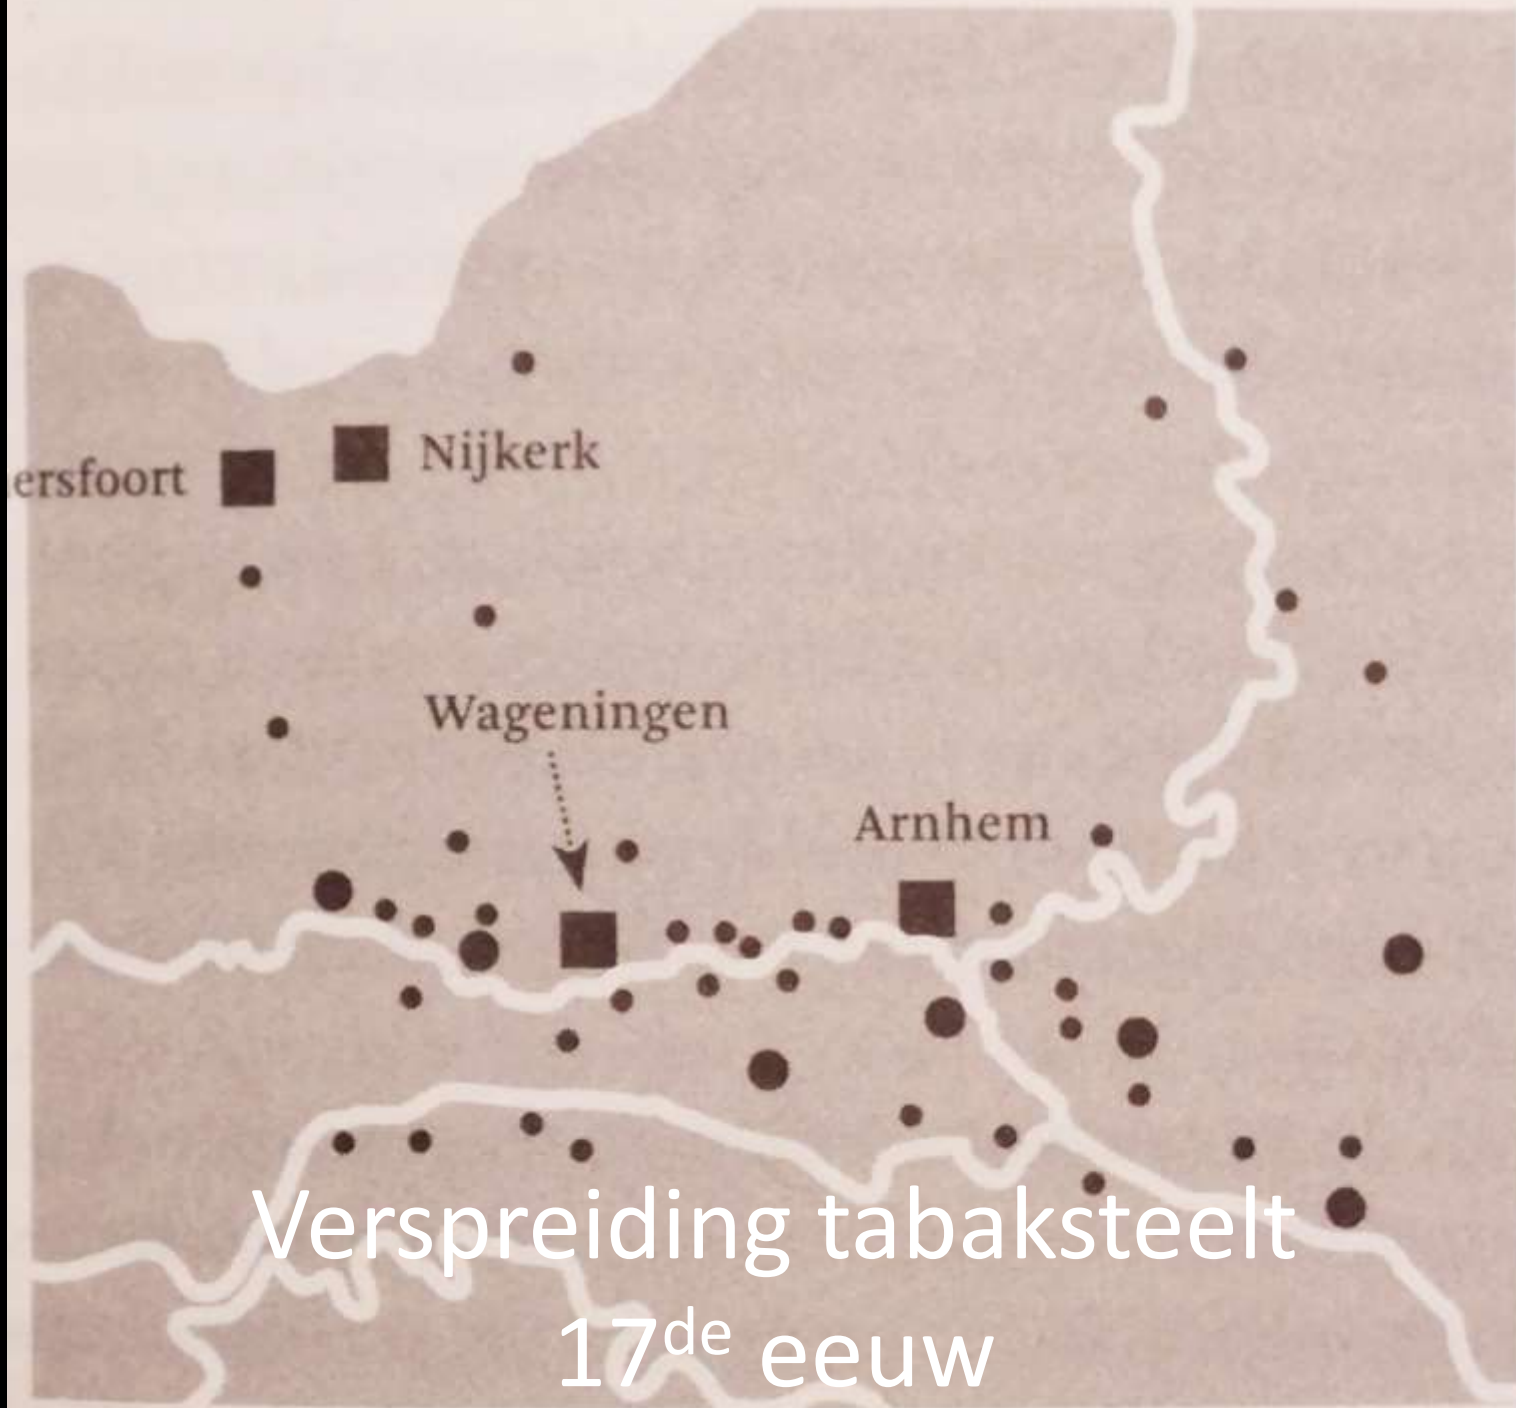 Nijkerk
ersfoort
Wageningen
Arnhem
Verspreiding tabaksteelt
17de eeuw